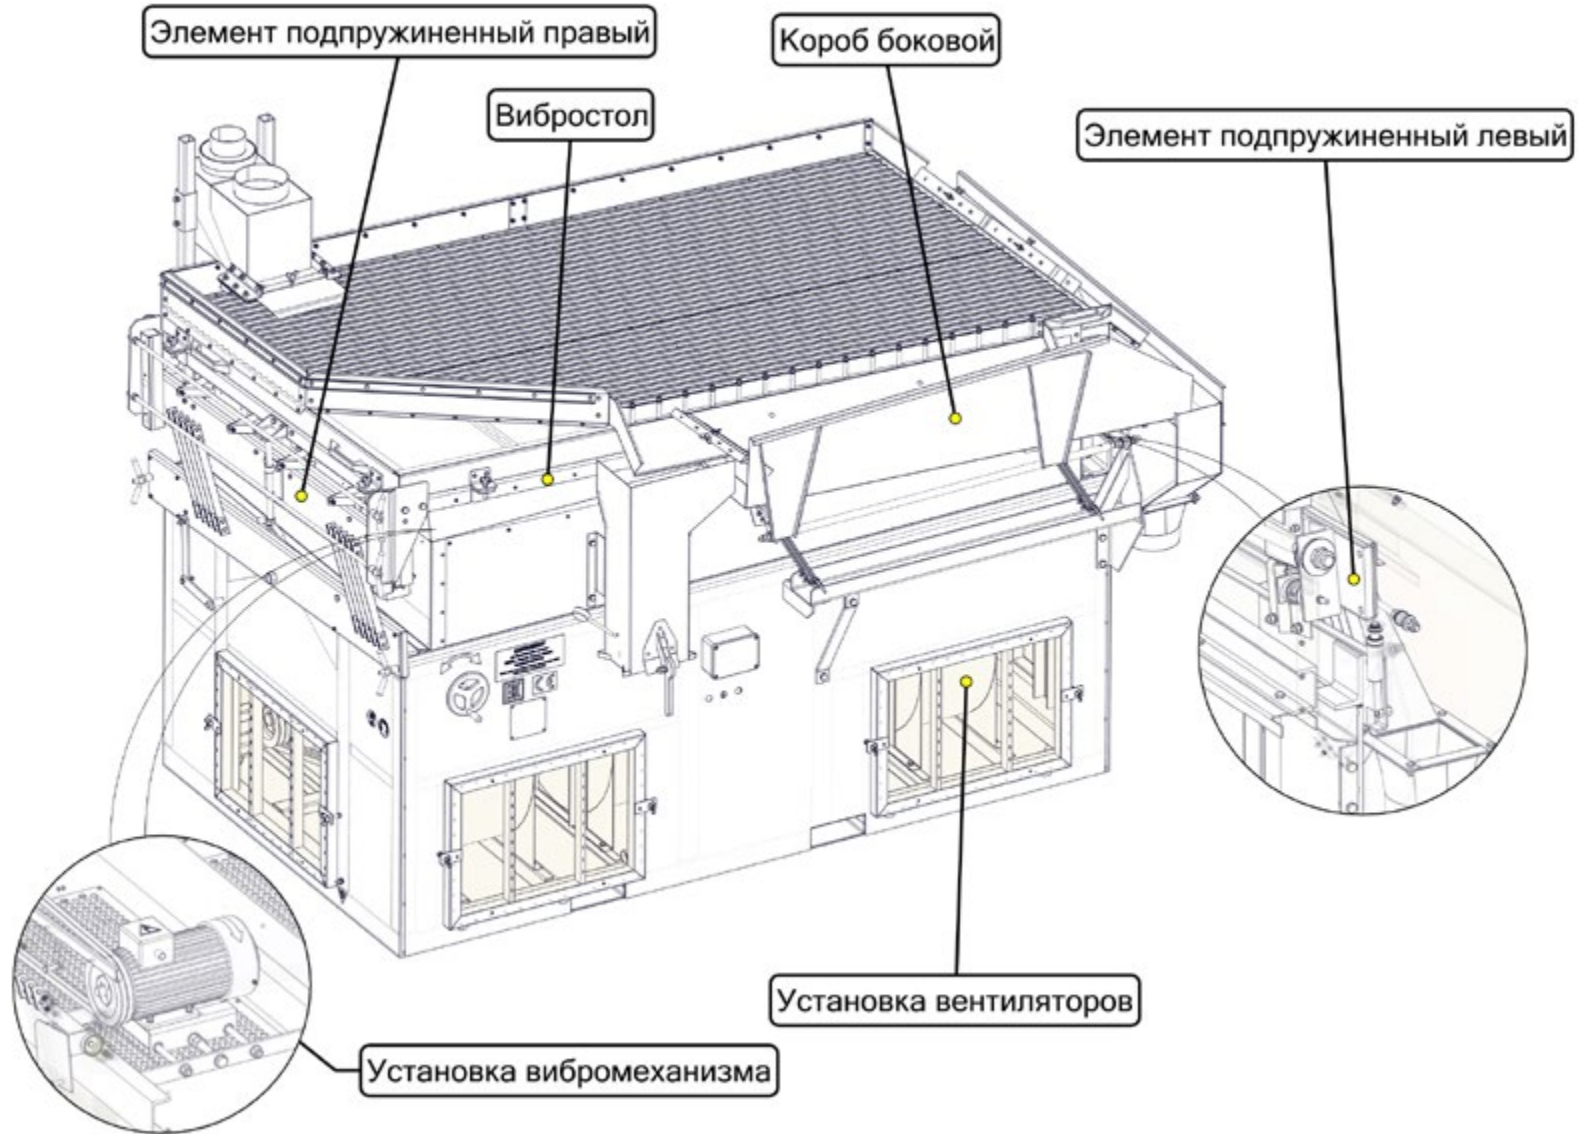 Элемент подпружиненный правый
Короб боковой
Вибростол
Элемент подпружиненный левый
Установка вентиляторов
Установка вибромеханизма